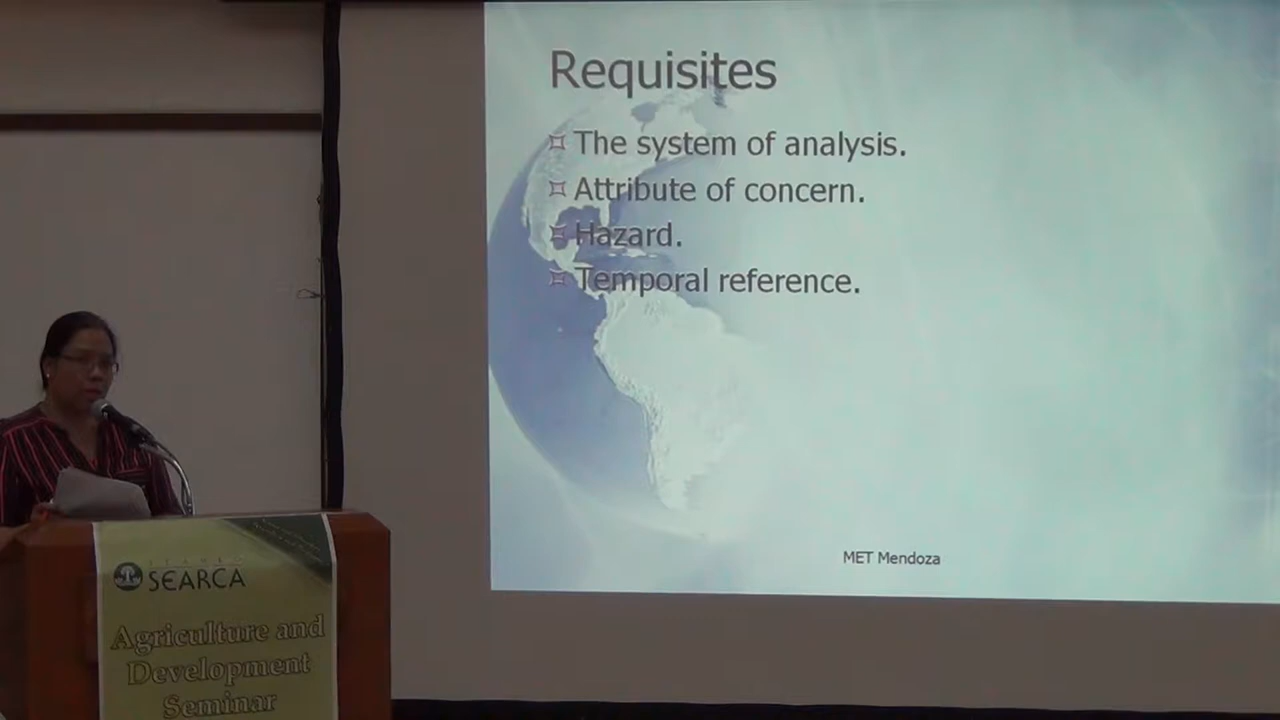 Requisites
The system of analysis.
Attribute of concern.
Hazard.
Temporal reference.
MET Mendoza
SEARCA
Agriculture and
Development
Seminar